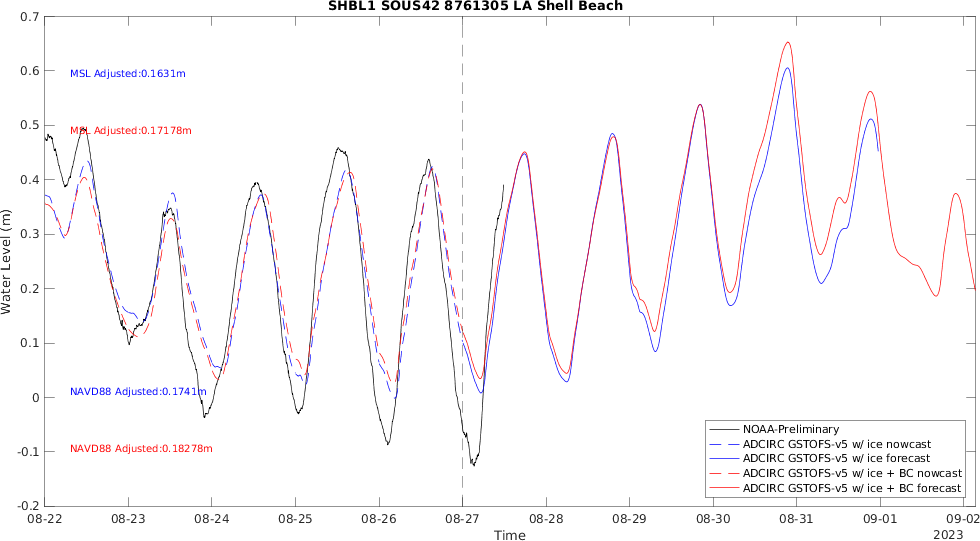 SHBL1 SOUS42 8761305 LA Shell Beach
0.7
0.6
0.5
0.4
0.3
0.2
0.1
0
-0.1
-0.2
Water Level (m)
MSL Adjusted:0.1631m
MSL Adjusted:0.17178m
NAVD88 Adjusted:0.1741m
NAVD88 Adjusted:0.18278m
NOAA-Preliminary
ADCIRC GSTOFS-v5 w/ ice nowcast
ADCIRC GSTOFS-v5 w/ ice forecast
ADCIRC GSTOFS-v5 w/ ice + BC nowcast
ADCIRC GSTOFS-v5 w/ ice + BC forecast
08-22 08-23 08-24 08-25 08-26 08-27 08-28 08-29 08-30 08-31 09-01 09-02
Time
2023